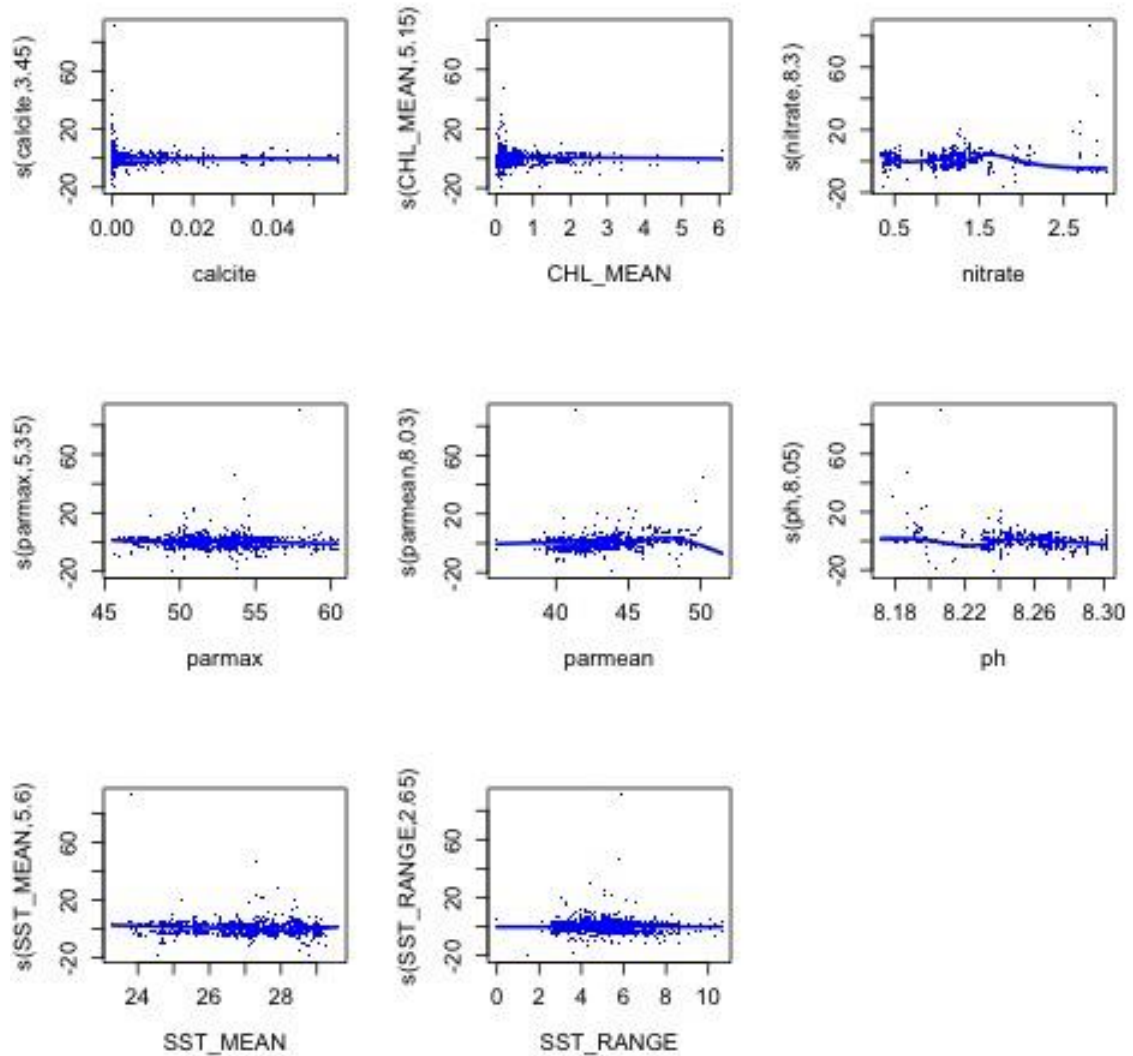 s(calcite,3.45)
60
20
-20
0.00 0.02 0.04
calcite
s(CHL_MEAN,5.15)
60
20
-20
0 1 2 3 4 5 6
CHL_MEAN
s(nitrate,8.3)
60
20
-20
0.5 1.5 2.5
nitrate
s(parmax,5.35)
60
20
-20
45 50 55 60
parmax
s(parmean,8.03)
60
20
-20
40 45 50
parmean
s(ph,8.05)
60
20
-20
8.18 8.22 8.26 8.30
ph
s(SST_MEAN,5.6)
60
20
-20
24 26 28
SST_MEAN
s(SST_RANGE,2.65)
60
20
-20
0 2 4 6 8 10
SST_RANGE